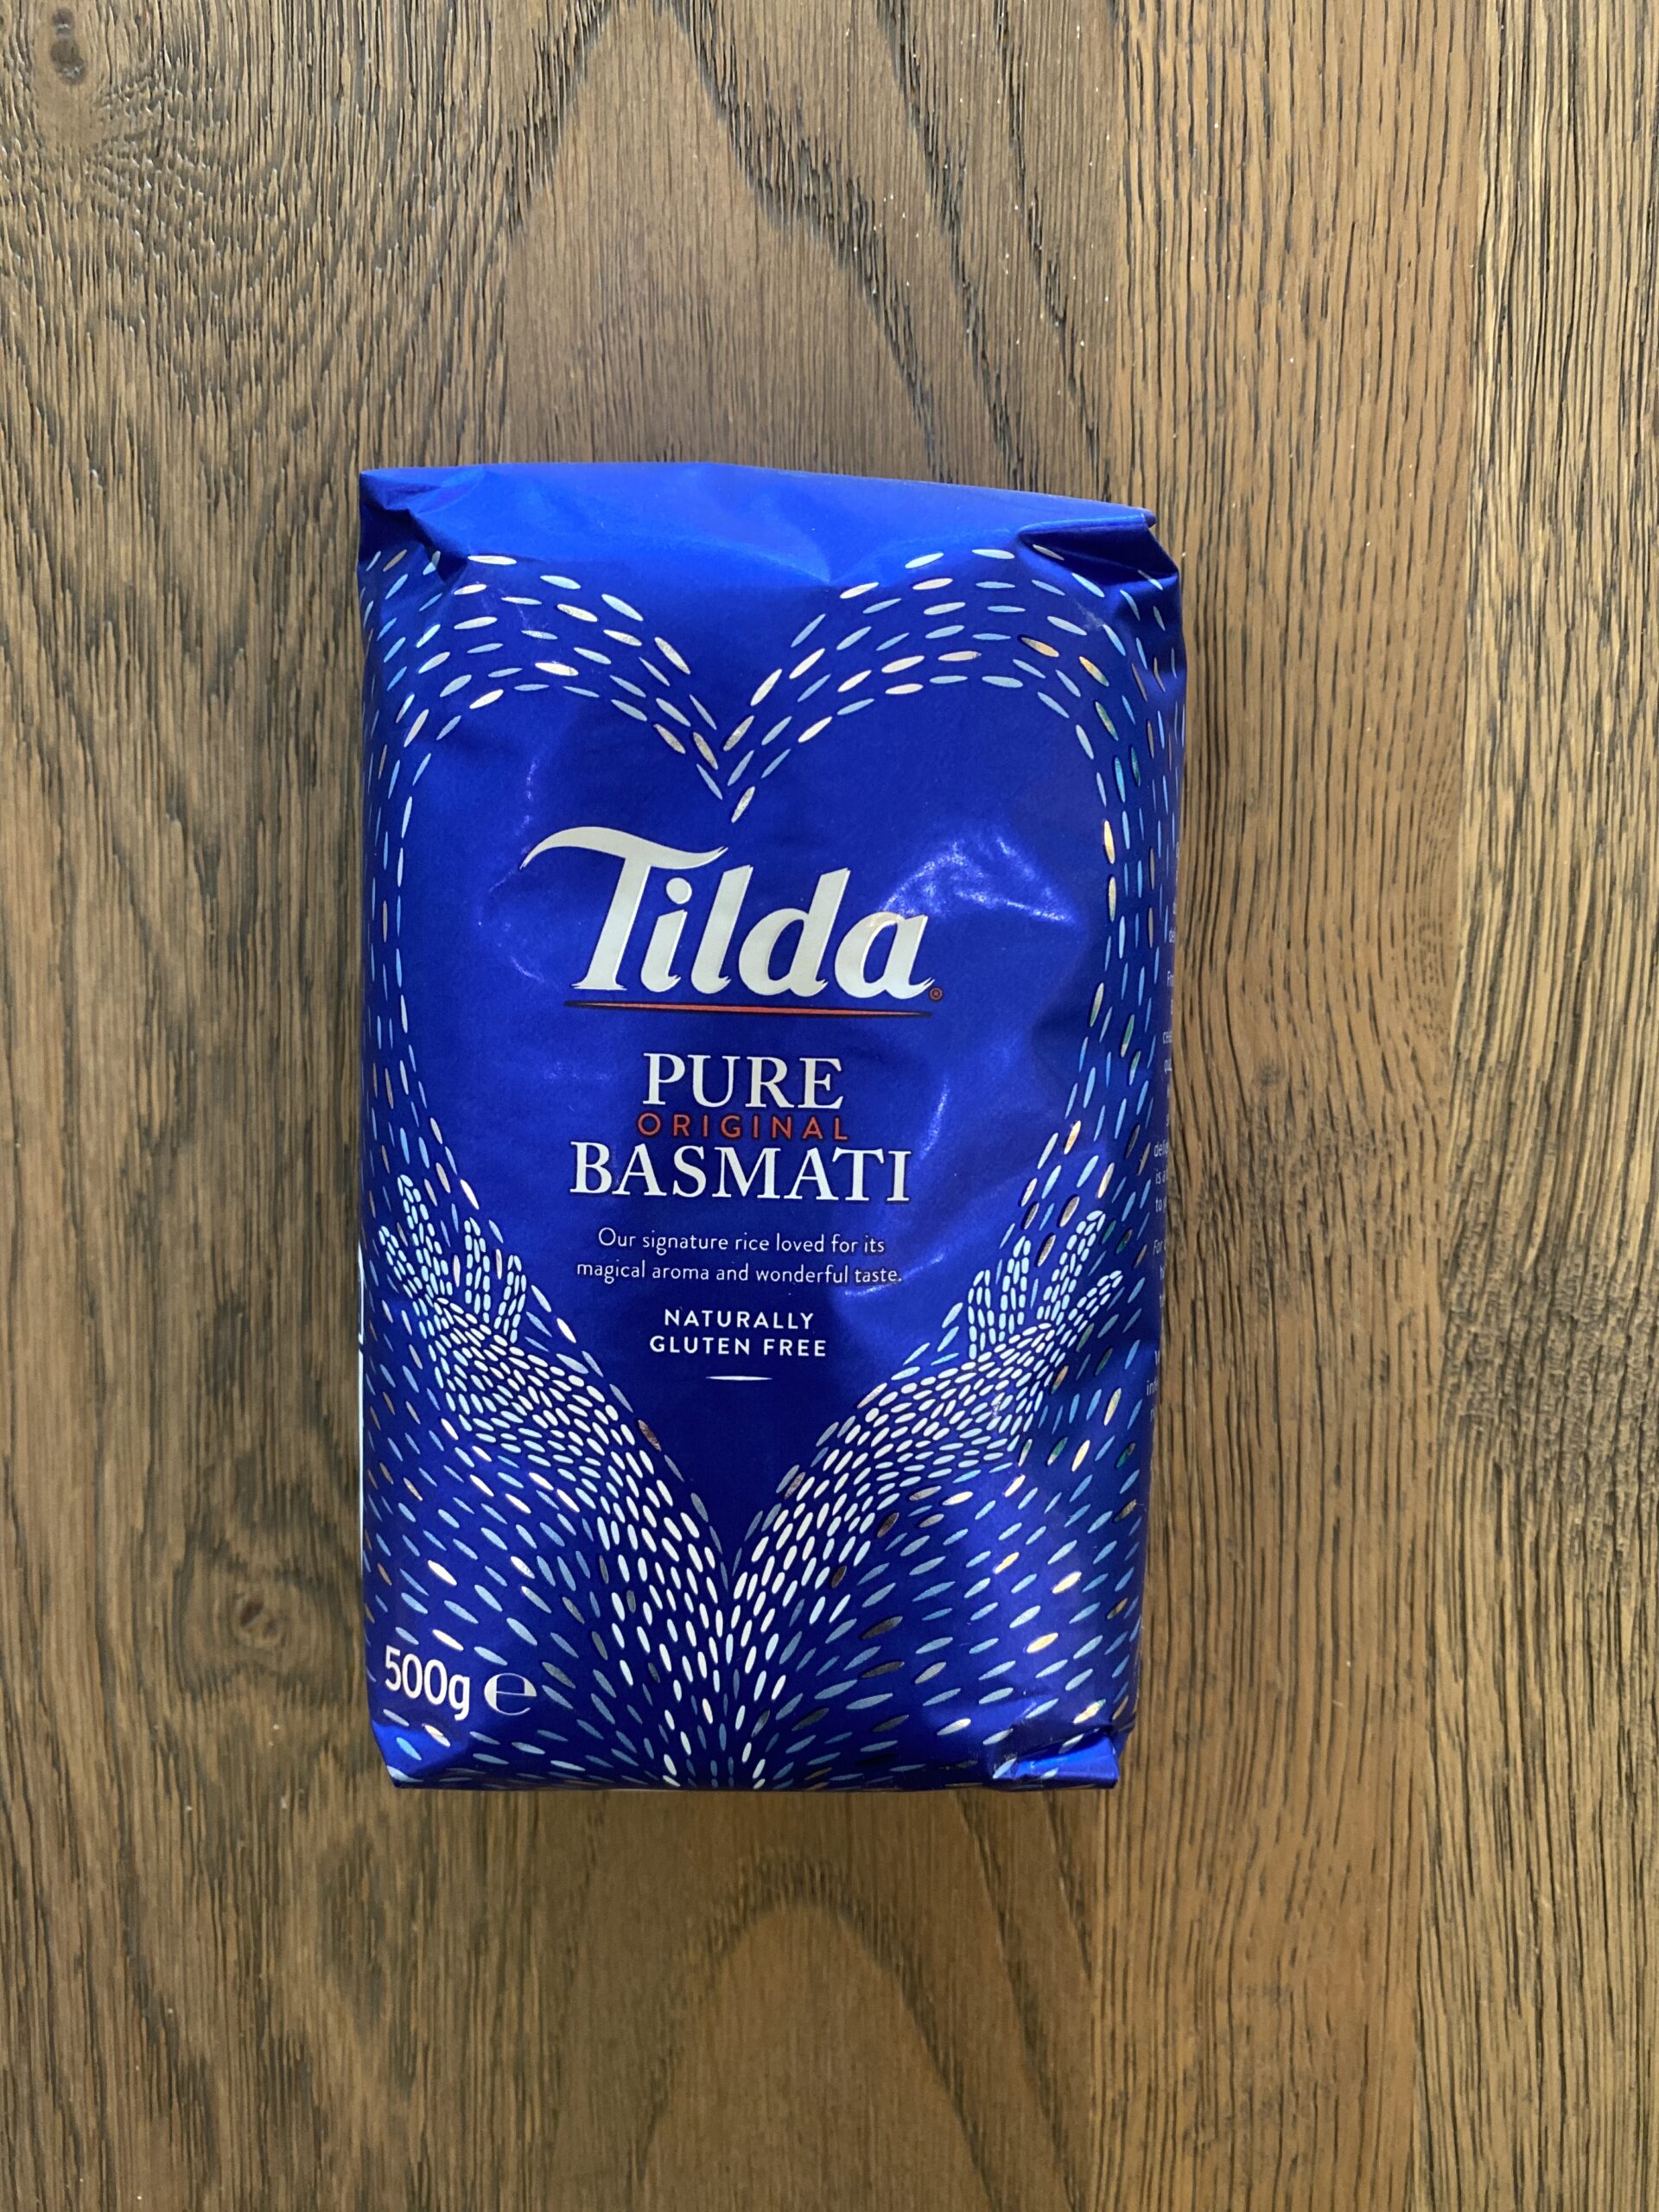 Tilda®
PURE
ORIGINAL
BASMATI
Our signature rice loved for its
magical aroma and wonderful taste.
NATURALLY
GLUTEN FREE
500g ℮